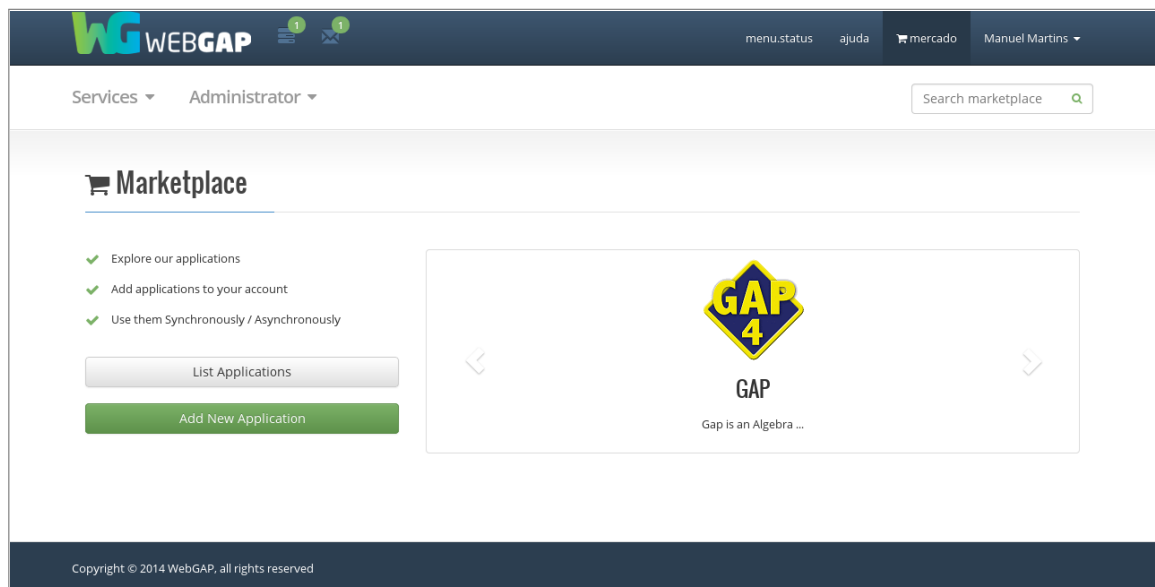 WG WEBGAP 1 1 menu.status ajuda mercado Manuel Martins
Services Administrator Search marketplace
Marketplace
Explore our applications
Add applications to your account
Use them Synchronously / Asynchronously
List Applications
Add New Application
GAP
4
GAP
Gap is an Algebra ...
Copyright © 2014 WebGAP, all rights reserved